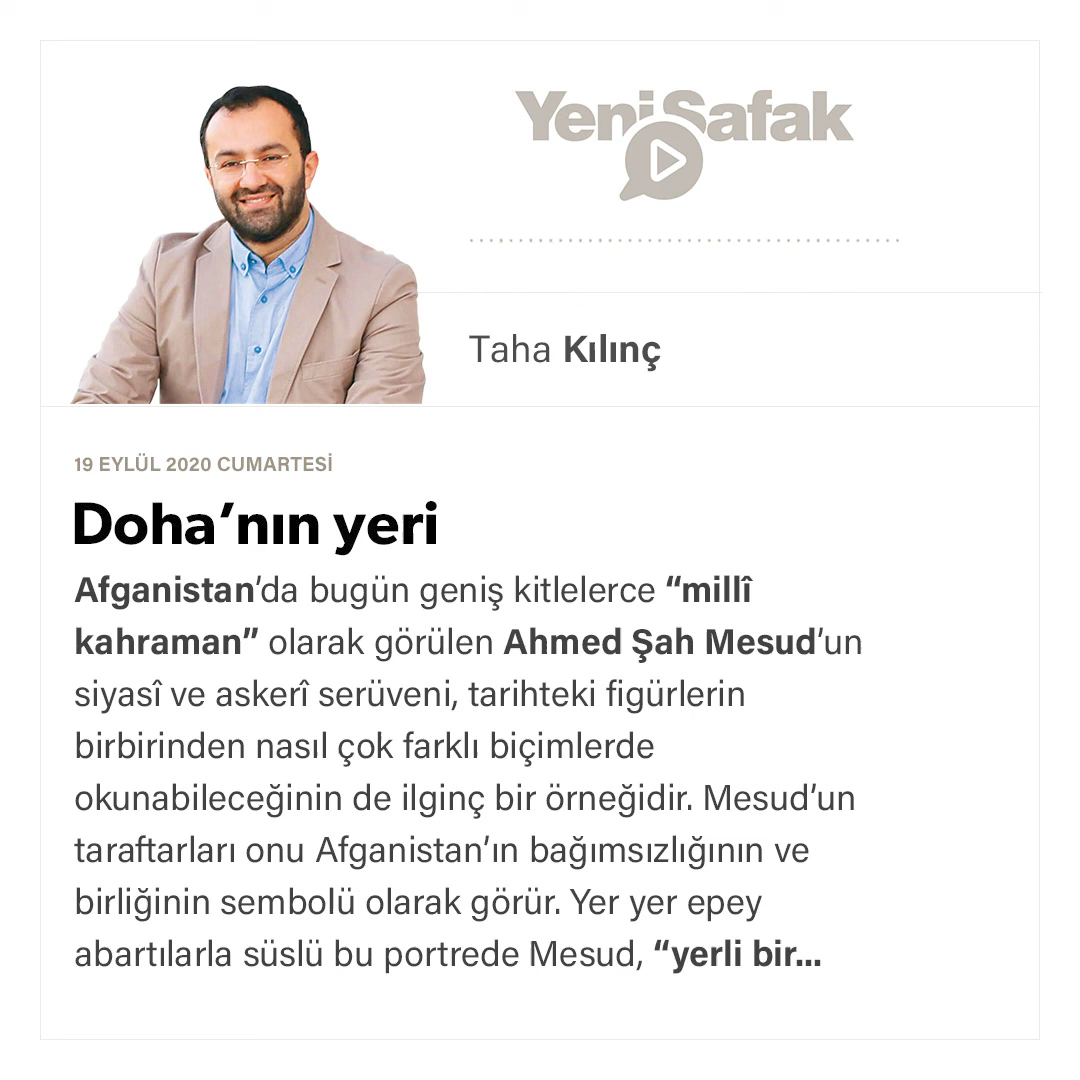 YeniSafak
Taha Kılınç
19 EYLÜL 2020 CUMARTESİ
Doha’nın yeri
Afganistan’da bugün geniş kitlelerce “millî
kahraman” olarak görülen Ahmed Şah Mesud’un
siyasî ve askerî serüveni, tarihteki figürlerin
birbirinden nasıl çok farklı biçimlerde
okunabileceğinin de ilginç bir örneğidir. Mesud’un
taraftarları onu Afganistan’ın bağımsızlığının ve
birliğinin sembolü olarak görür. Yer yer epey
abartılarla süslü bu portrede Mesud, “yerli bir...